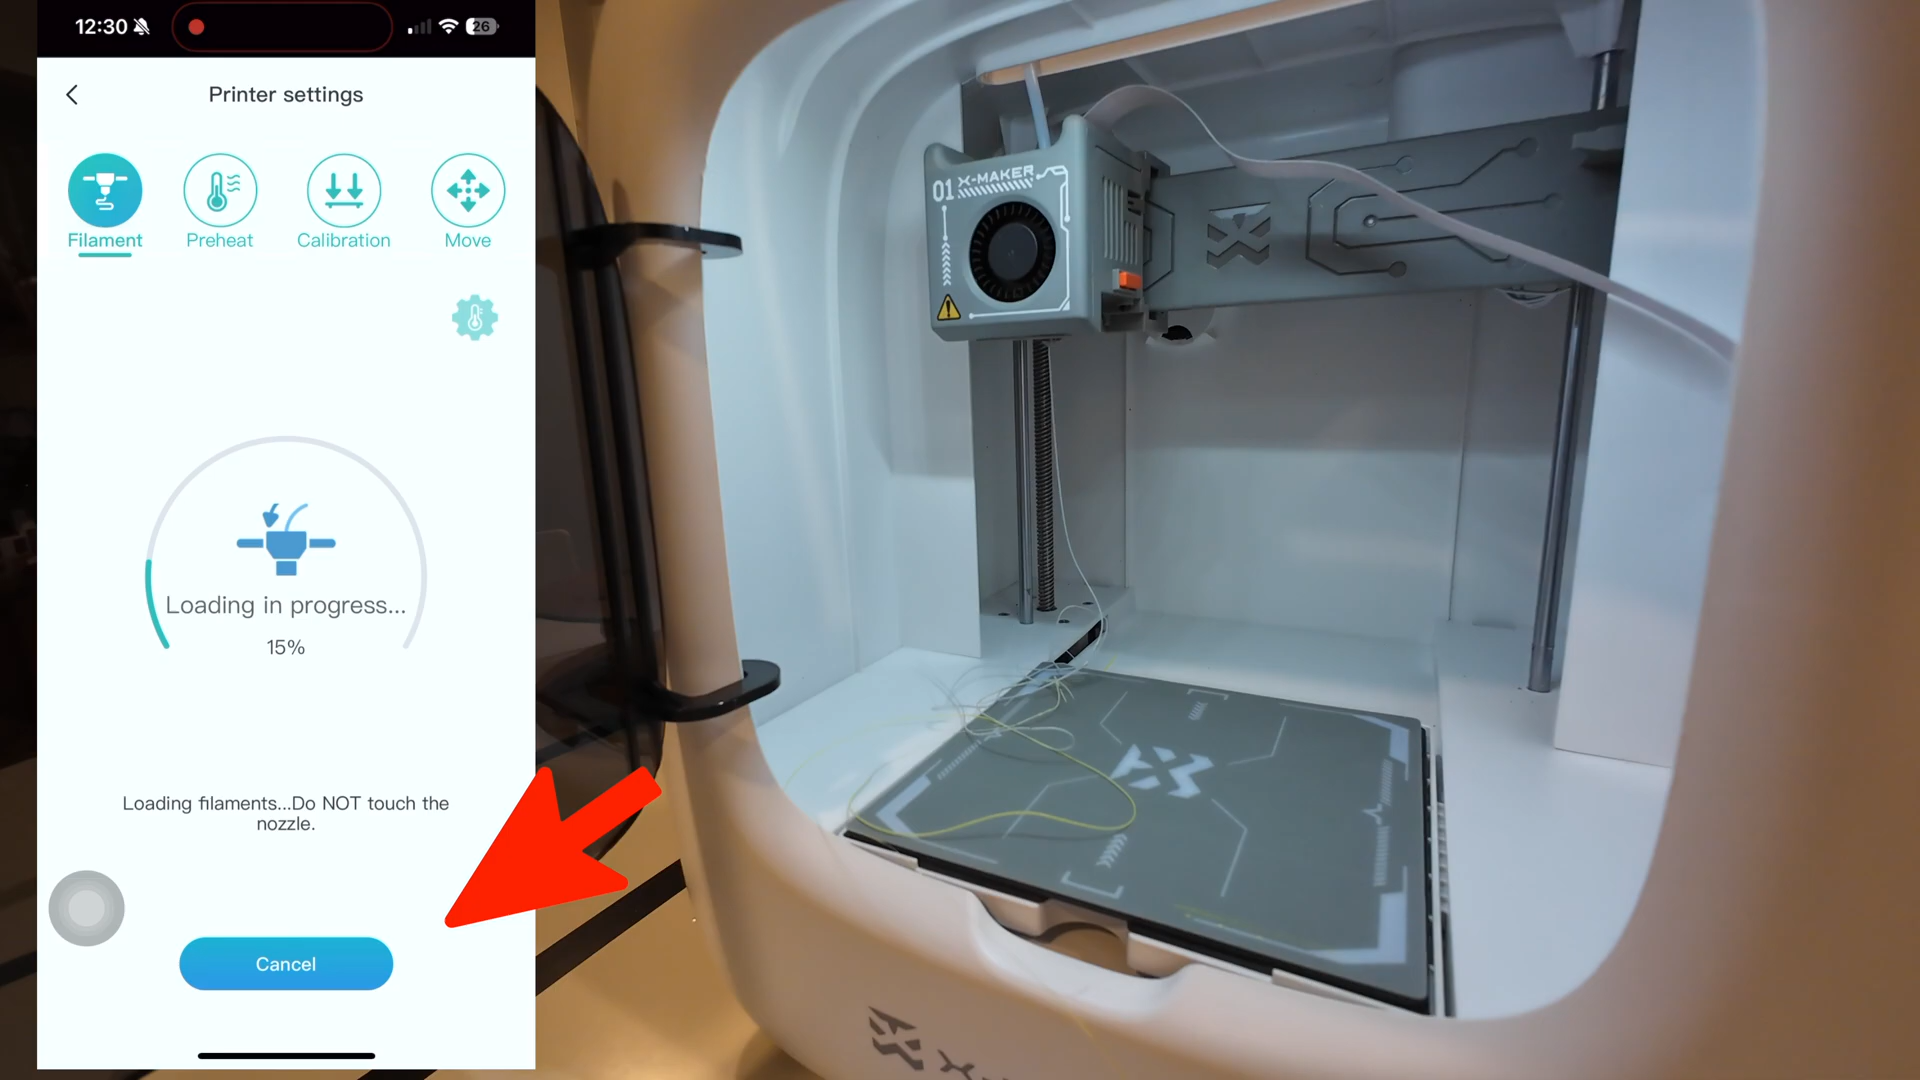 12:30
26
Printer settings
Filament
Preheat
Calibration
Move
Loading in progress...
15%
Loading filaments...Do NOT touch the
nozzle.
Cancel
01 X-MAKER